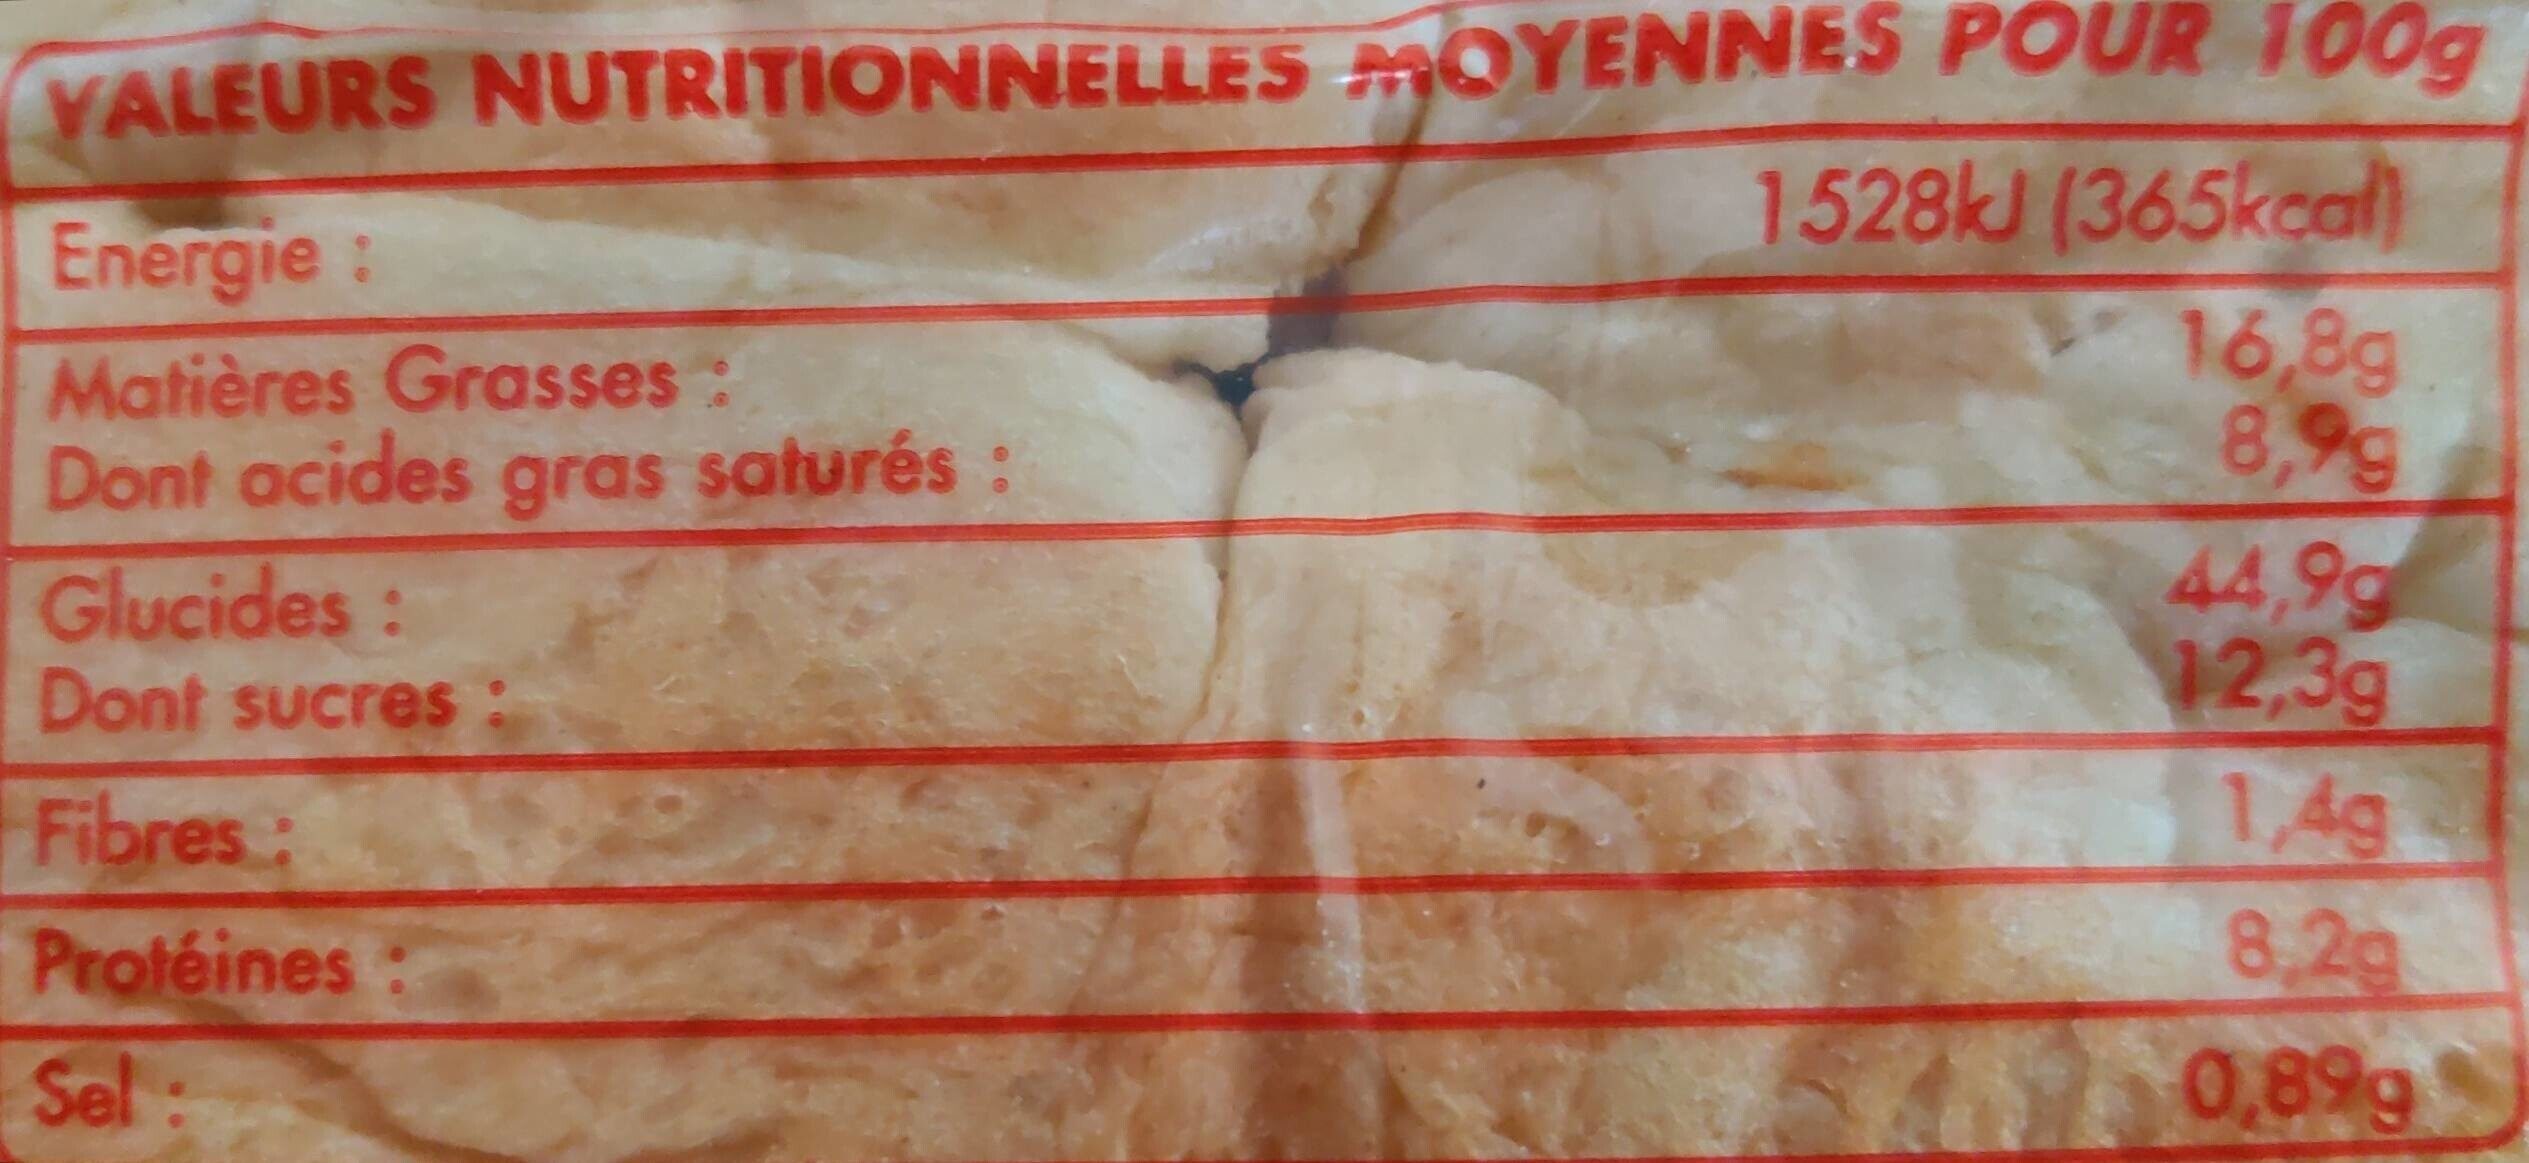 VALEURS NUTRITIONNELLES MOYENNES POUR 100g
Energie : 1528kJ (365kcal)
Matières Grasses : 16,8g
Dont acides gras saturés : 8,9g
Glucides : 44,9g
Dont sucres : 12,3g
Fibres : 1,4g
Protéines : 8,2g
Sel : 0,89g